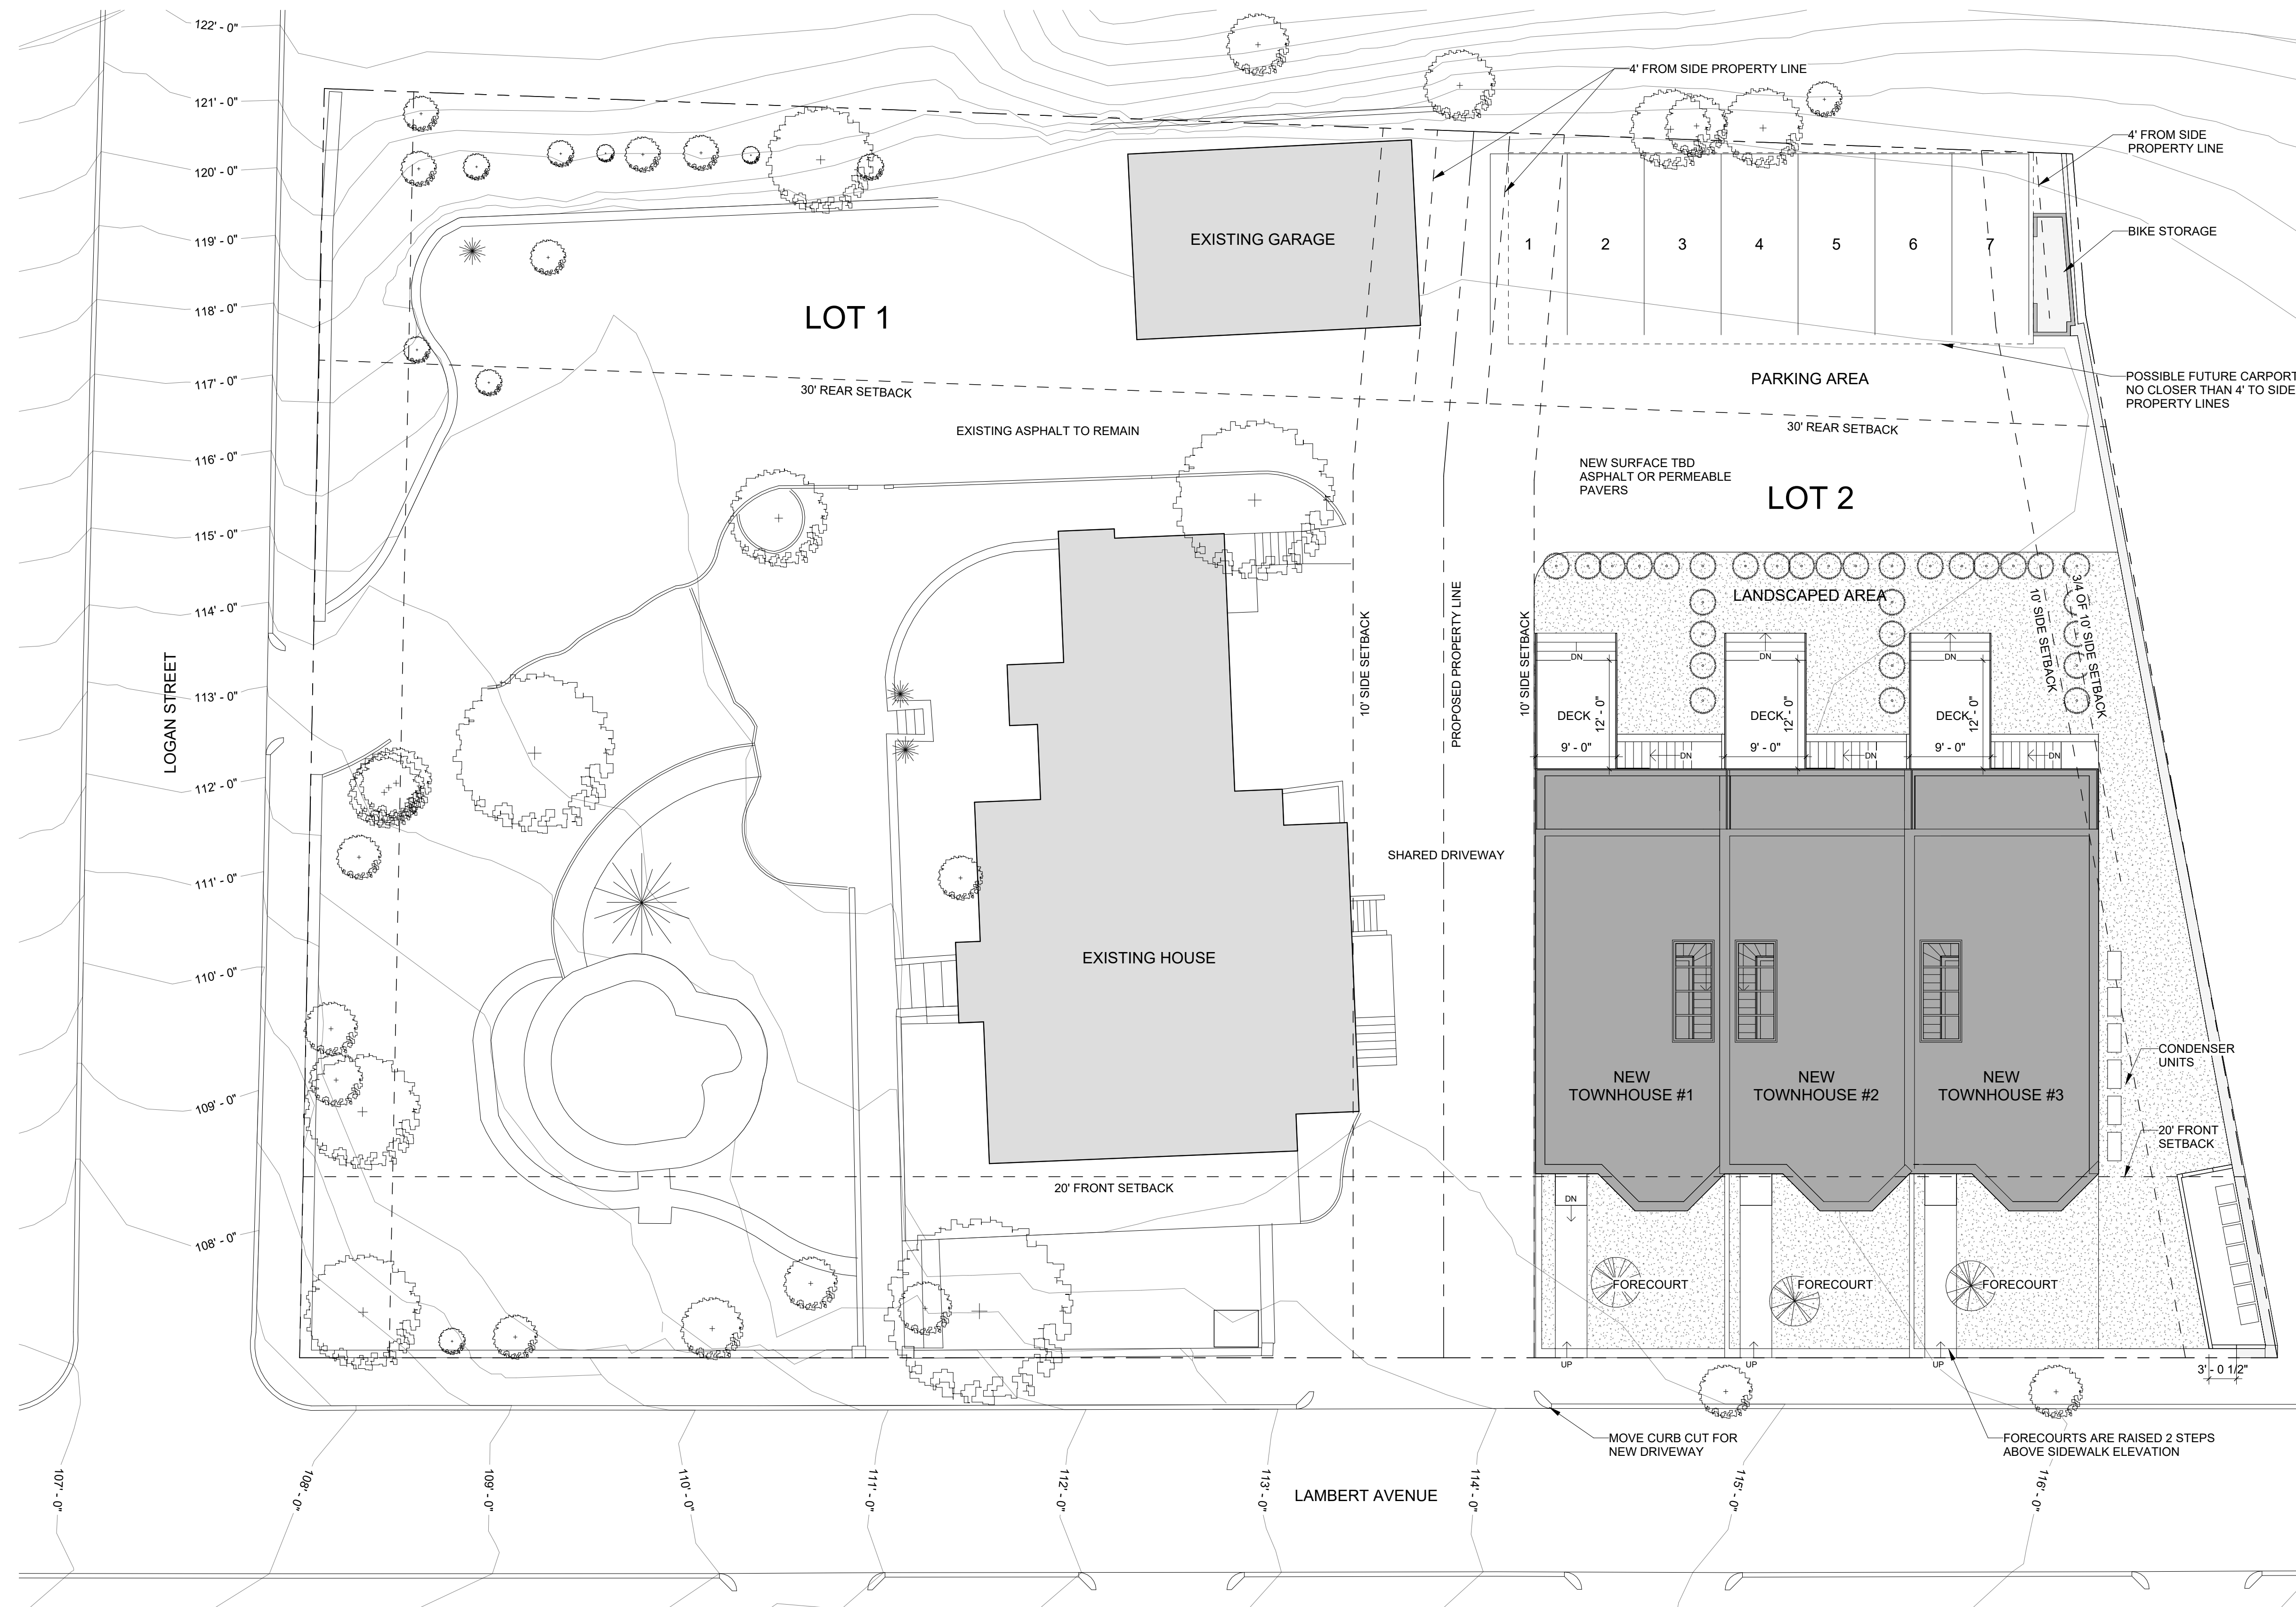 122' - 0"
121' - 0"
120' - 0"
119' - 0"
118' - 0"
117' - 0"
116' - 0"
115' - 0"
114' - 0"
113' - 0"
112' - 0"
111' - 0"
110' - 0"
109' - 0"
108' - 0"
LOGAN STREET
4' FROM SIDE PROPERTY LINE
4' FROM SIDE
PROPERTY LINE
BIKE STORAGE
EXISTING GARAGE
1
2
3
4
5
6
7
LOT 1
PARKING AREA
POSSIBLE FUTURE CARPORT
NO CLOSER THAN 4' TO SIDE
PROPERTY LINES
30' REAR SETBACK
30' REAR SETBACK
EXISTING ASPHALT TO REMAIN
NEW SURFACE TBD
ASPHALT OR PERMEABLE
PAVERS
LOT 2
LANDSCAPED AREA
10' SIDE SETBACK
PROPOSED PROPERTY LINE
10' SIDE SETBACK
10' SIDE SETBACK
3/4 OF 10' SIDE SETBACK
DN
DN
DN
DECK
12' - 0"
9' - 0"
DN
DECK
12' - 0"
9' - 0"
DN
DECK
12' - 0"
9' - 0"
DN
SHARED DRIVEWAY
EXISTING HOUSE
NEW
TOWNHOUSE #1
NEW
TOWNHOUSE #2
NEW
TOWNHOUSE #3
CONDENSER
UNITS
20' FRONT
SETBACK
20' FRONT SETBACK
DN
FORECOURT
FORECOURT
FORECOURT
UP
UP
UP
3' - 0 1/2"
MOVE CURB CUT FOR
NEW DRIVEWAY
FORECOURTS ARE RAISED 2 STEPS
ABOVE SIDEWALK ELEVATION
LAMBERT AVENUE
107' - 0"
108' - 0"
109' - 0"
110' - 0"
111' - 0"
112' - 0"
113' - 0"
114' - 0"
115' - 0"
116' - 0"